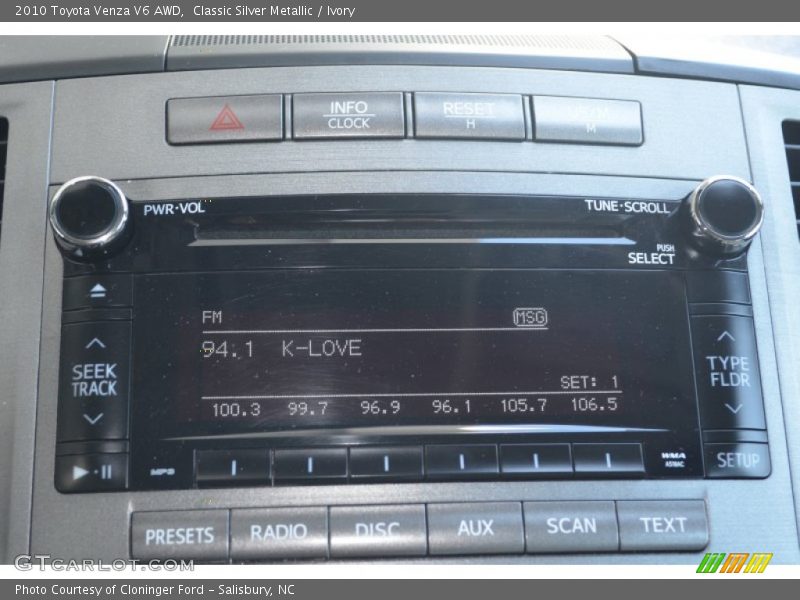 2010 Toyota Venza V6 AWD,  Classic Silver Metallic / Ivory
INFO
CLOCK
RESET
H
M
PWR·VOL
TUNE·SCROLL
PUSH
SELECT
FM
MSG
94.1 K-LOVE
SET: 1
100.3 99.7 96.9 96.1 105.7 106.5
SEEK
TRACK
TYPE
FLDR
MP3
WMA
SETUP
PRESETS RADIO DISC AUX SCAN TEXT
GTCarLot.com
Photo Courtesy of Cloninger Ford – Salisbury, NC